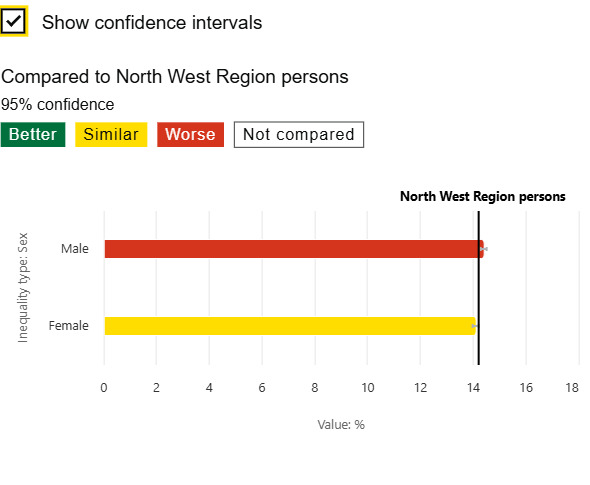 Show confidence intervals
Compared to North West Region persons
95% confidence
Better Similar Worse Not compared
North West Region persons
Inequality type: Sex
Male
Female
0 2 4 6 8 10 12 14 16 18
Value: %